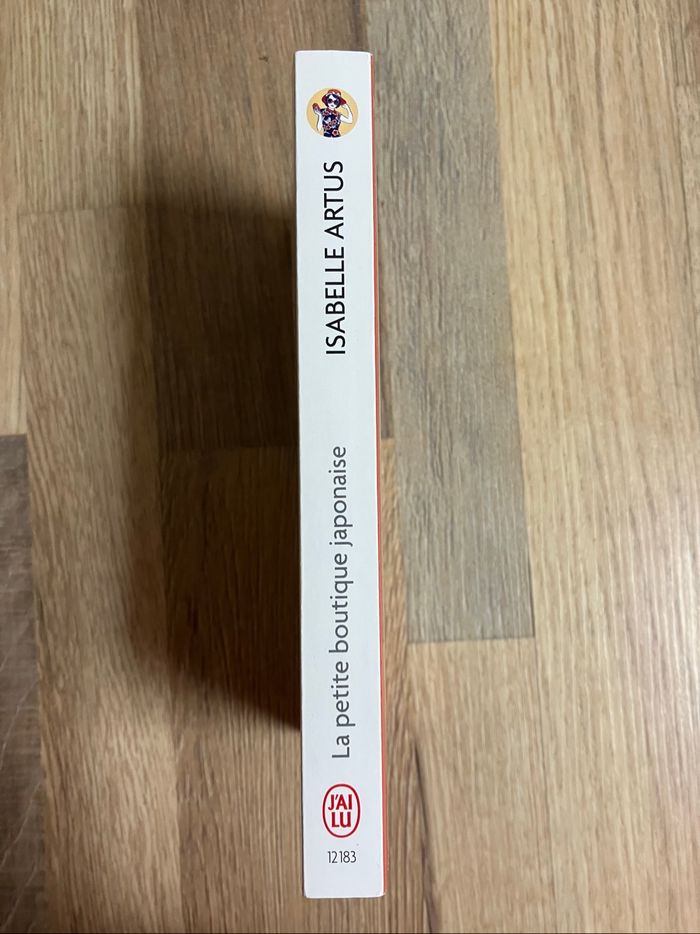 ISABELLE ARTUS
La petite boutique japonaise
J'AI
LU
12183